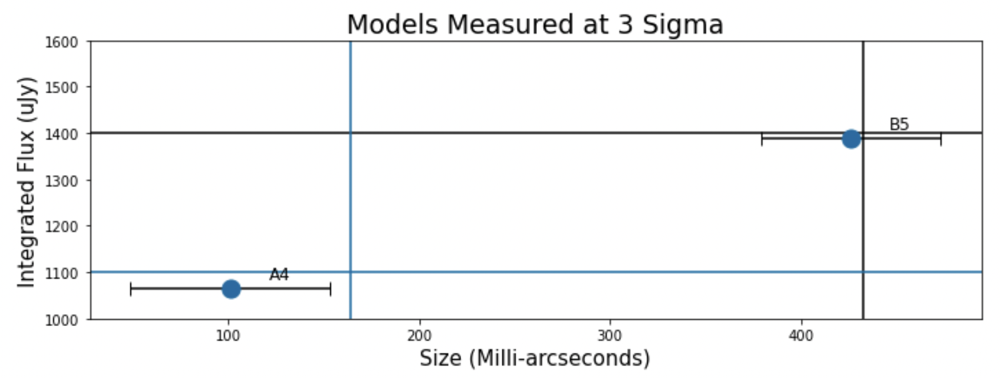 Models Measured at 3 Sigma
Integrated Flux (uJy)
1600
1500
1400
1300
1200
1100
1000
B5
A4
100 200 300 400
Size (Milli-arcseconds)